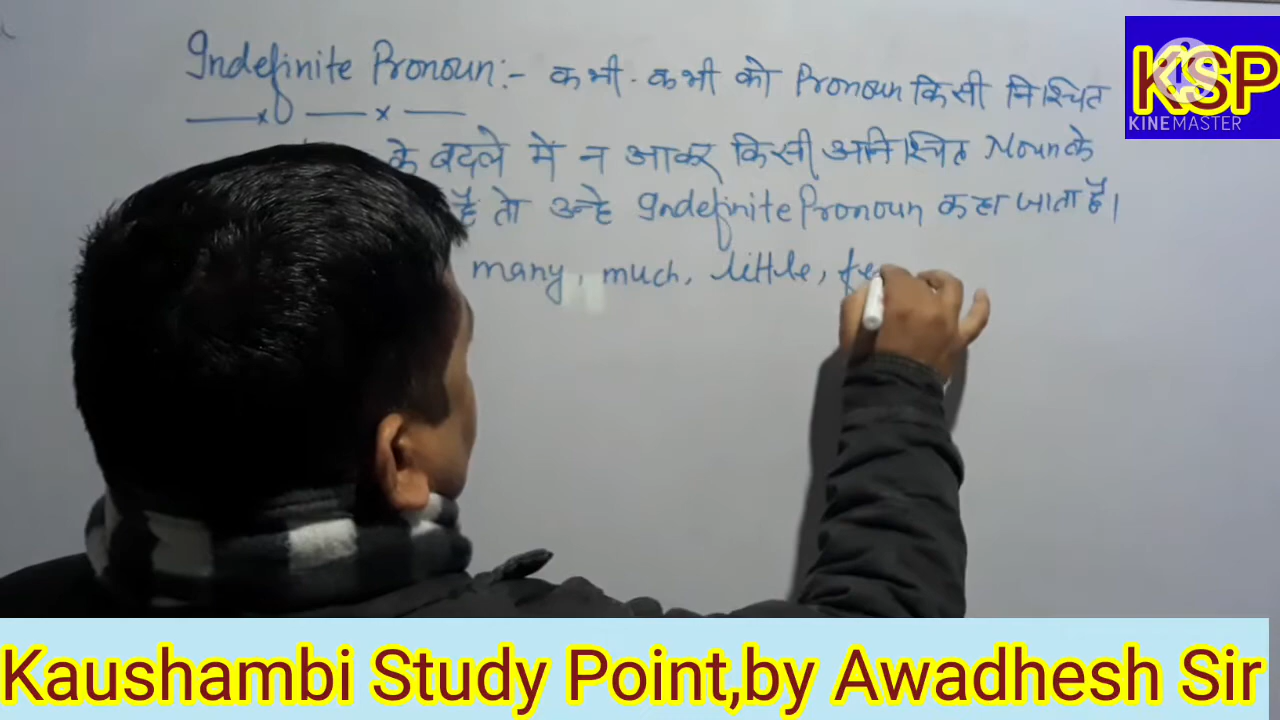 Indefinite Pronoun:- कभी-कभी को Pronoun किसी निश्चित
के बदले में न आकर किसी अनिश्चित Noun के
है तो उन्हे Indefinite Pronoun कहा जाता है।
many, much, little, fe
KSP
KINEMASTER
Kaushambi Study Point,by Awadhesh Sir